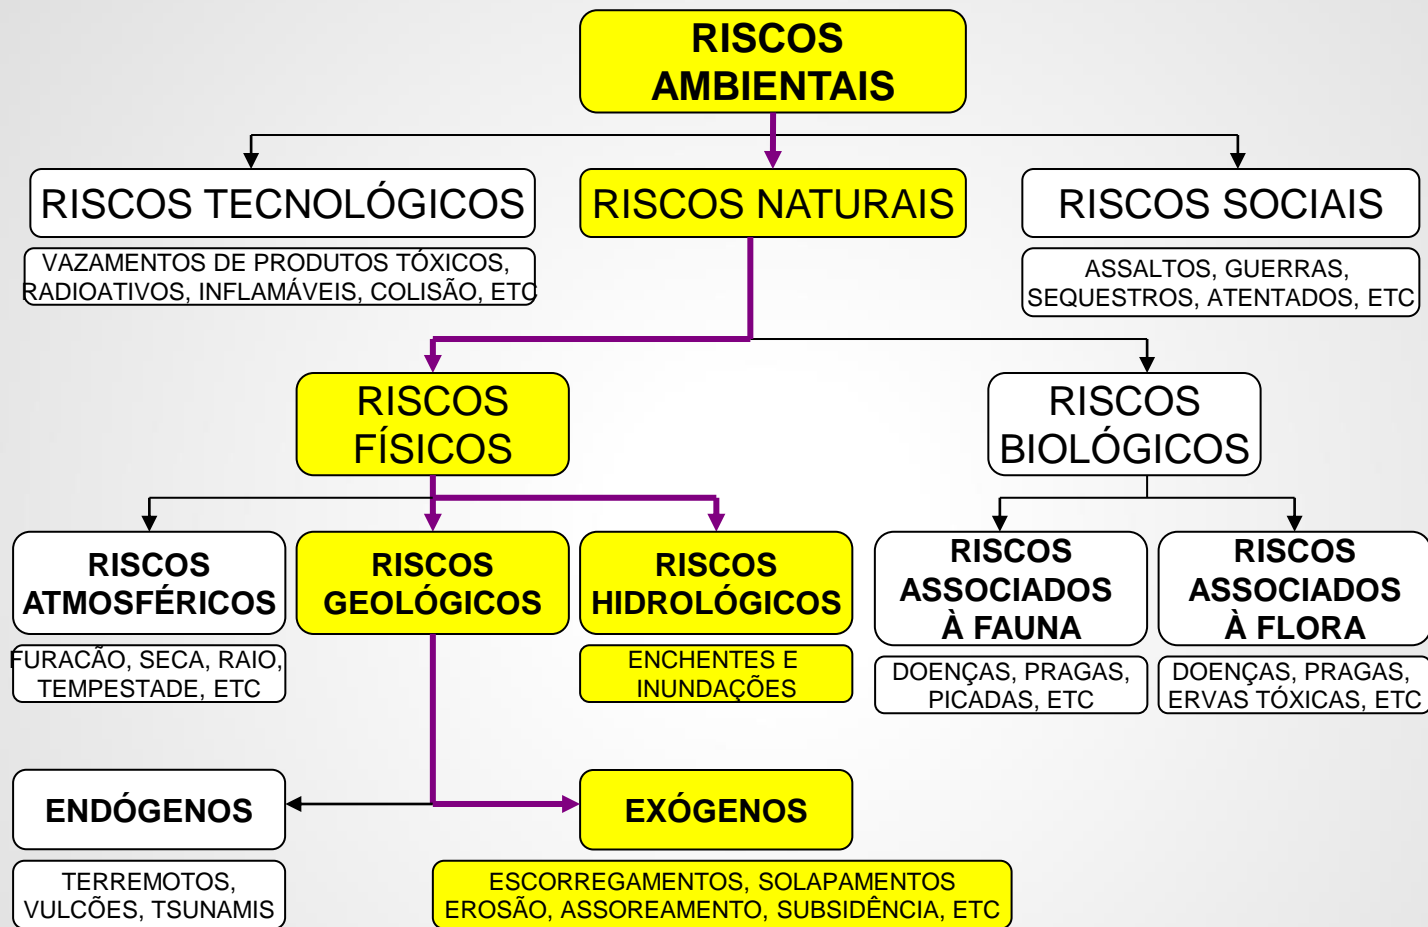 RISCOS
AMBIENTAIS
RISCOS TECNOLÓGICOS
RISCOS NATURAIS
RISCOS SOCIAIS
VAZAMENTOS DE PRODUTOS TÓXICOS,
RADIOATIVOS, INFLAMÁVEIS, COLISÃO, ETC
ASSALTOS, GUERRAS,
SEQUESTROS, ATENTADOS, ETC
RISCOS
FÍSICOS
RISCOS
BIOLÓGICOS
RISCOS
ATMOSFÉRICOS
RISCOS
GEOLÓGICOS
RISCOS
HIDROLÓGICOS
RISCOS
ASSOCIADOS
À FAUNA
RISCOS
ASSOCIADOS
À FLORA
FURACÃO, SECA, RAIO,
TEMPESTADE, ETC
ENCHENTES E
INUNDAÇÕES
DOENÇAS, PRAGAS,
PICADAS, ETC
DOENÇAS, PRAGAS,
ERVAS TÓXICAS, ETC
ENDÓGENOS
EXÓGENOS
TERREMOTOS,
VULCÕES, TSUNAMIS
ESCORREGAMENTOS, SOLAPAMENTOS
EROSÃO, ASSOREAMENTO, SUBSIDÊNCIA, ETC